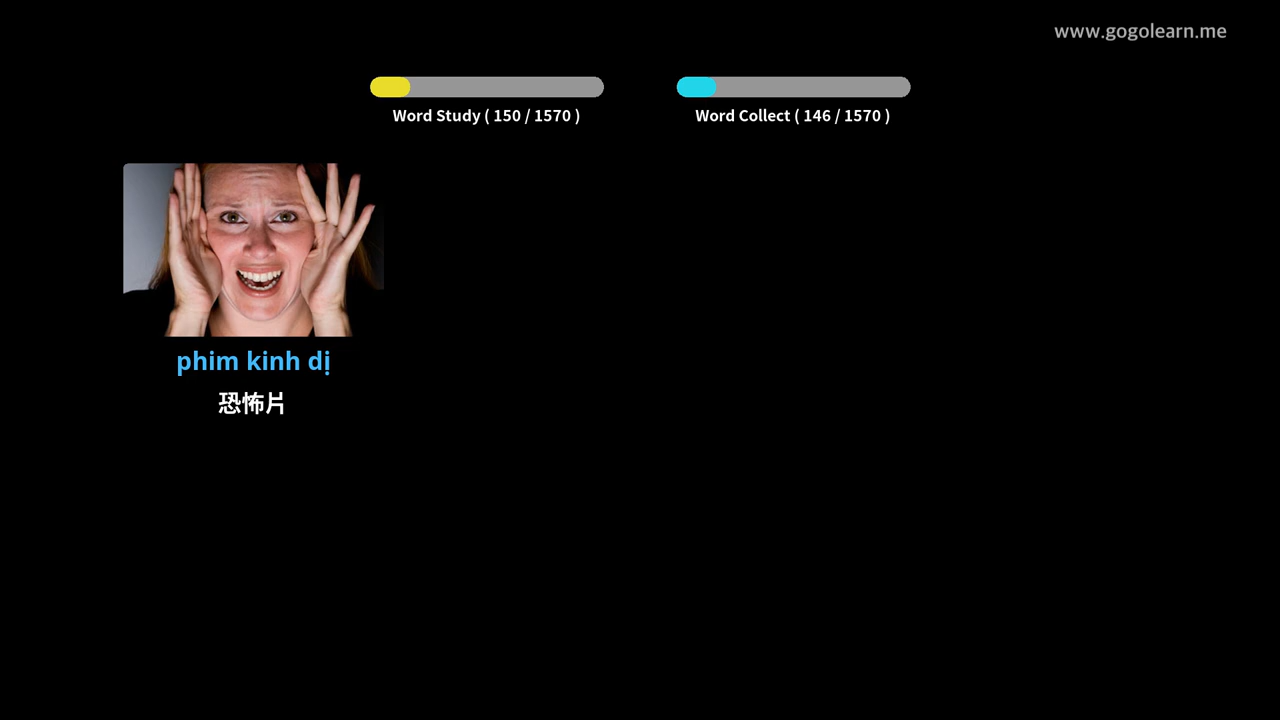 www.gogolearn.me
Word Study ( 150 / 1570 )
Word Collect ( 146 / 1570 )
phim kinh dị
恐怖片